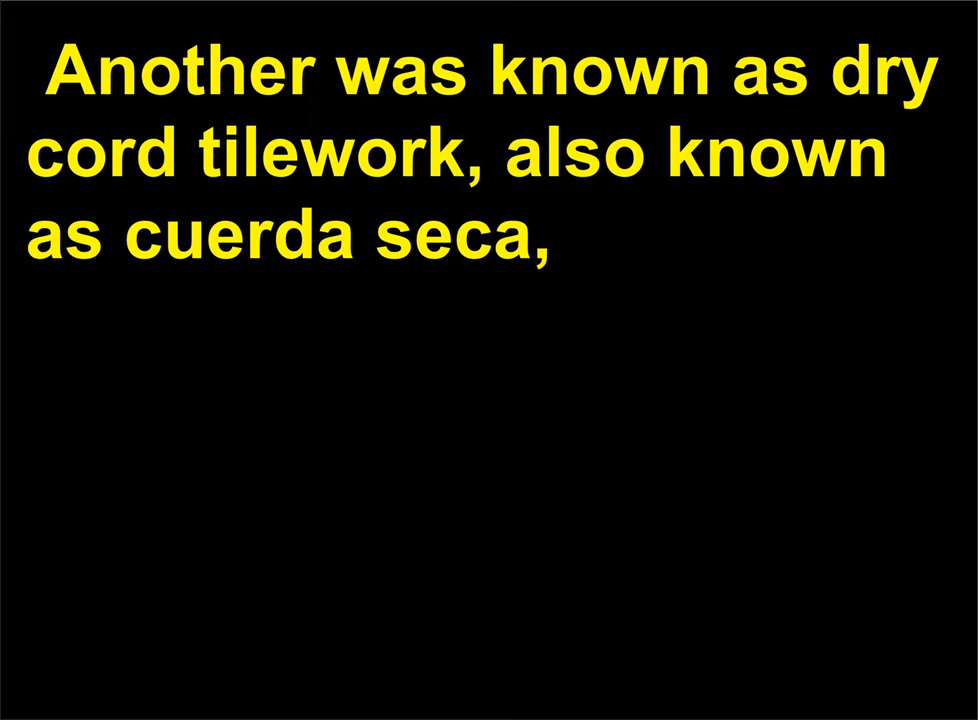 Another was known as dry
cord tilework, also known
as cuerda seca,